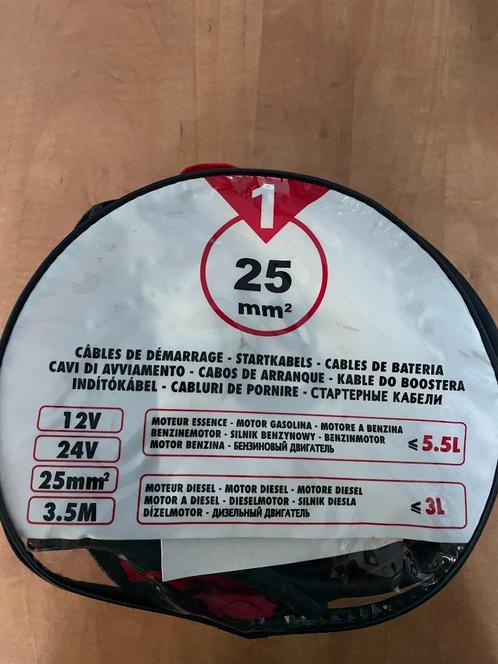 1
25
mm²
CÂBLES DE DÉMARRAGE - STARTKABELS - CABLES DE BATERIA
CAVI DI AVVIAMENTO - CABOS DE ARRANQUE - KABLE DO BOOSTERA
INDÍTÓKÁBEL - CABLURI DE PORNIRE - СТАРТЕРНЫЕ КАБЕЛИ
12V
24V
25mm²
3.5M
MOTEUR ESSENCE - MOTOR GASOLINA - MOTORE A BENZINA
BENZINEMOTOR - SILNIK BENZYNOWY - BENZINMOTOR
MOTOR BENZINA - БЕНЗИНОВЫЙ ДВИГАТЕЛЬ
≤ 5.5L
MOTEUR DIESEL - MOTOR DIESEL - MOTORE DIESEL
MOTOR A DIESEL - DIESELMOTOR - SILNIK DIESLA
DÍZELMOTOR - ДИЗЕЛЬНЫЙ ДВИГАТЕЛЬ
≤ 3L